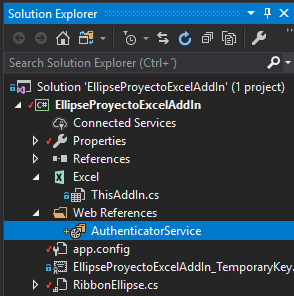 Solution Explorer
Search Solution Explorer (Ctrl+´)
Solution 'EllipseProyectoExcelAddIn' (1 project)
C# EllipseProyectoExcelAddIn
Connected Services
Properties
References
Excel
ThisAddIn.cs
Web References
AuthenticatorService
app.config
EllipseProyectoExcelAddIn_TemporaryKey.
RibbonEllipse.cs